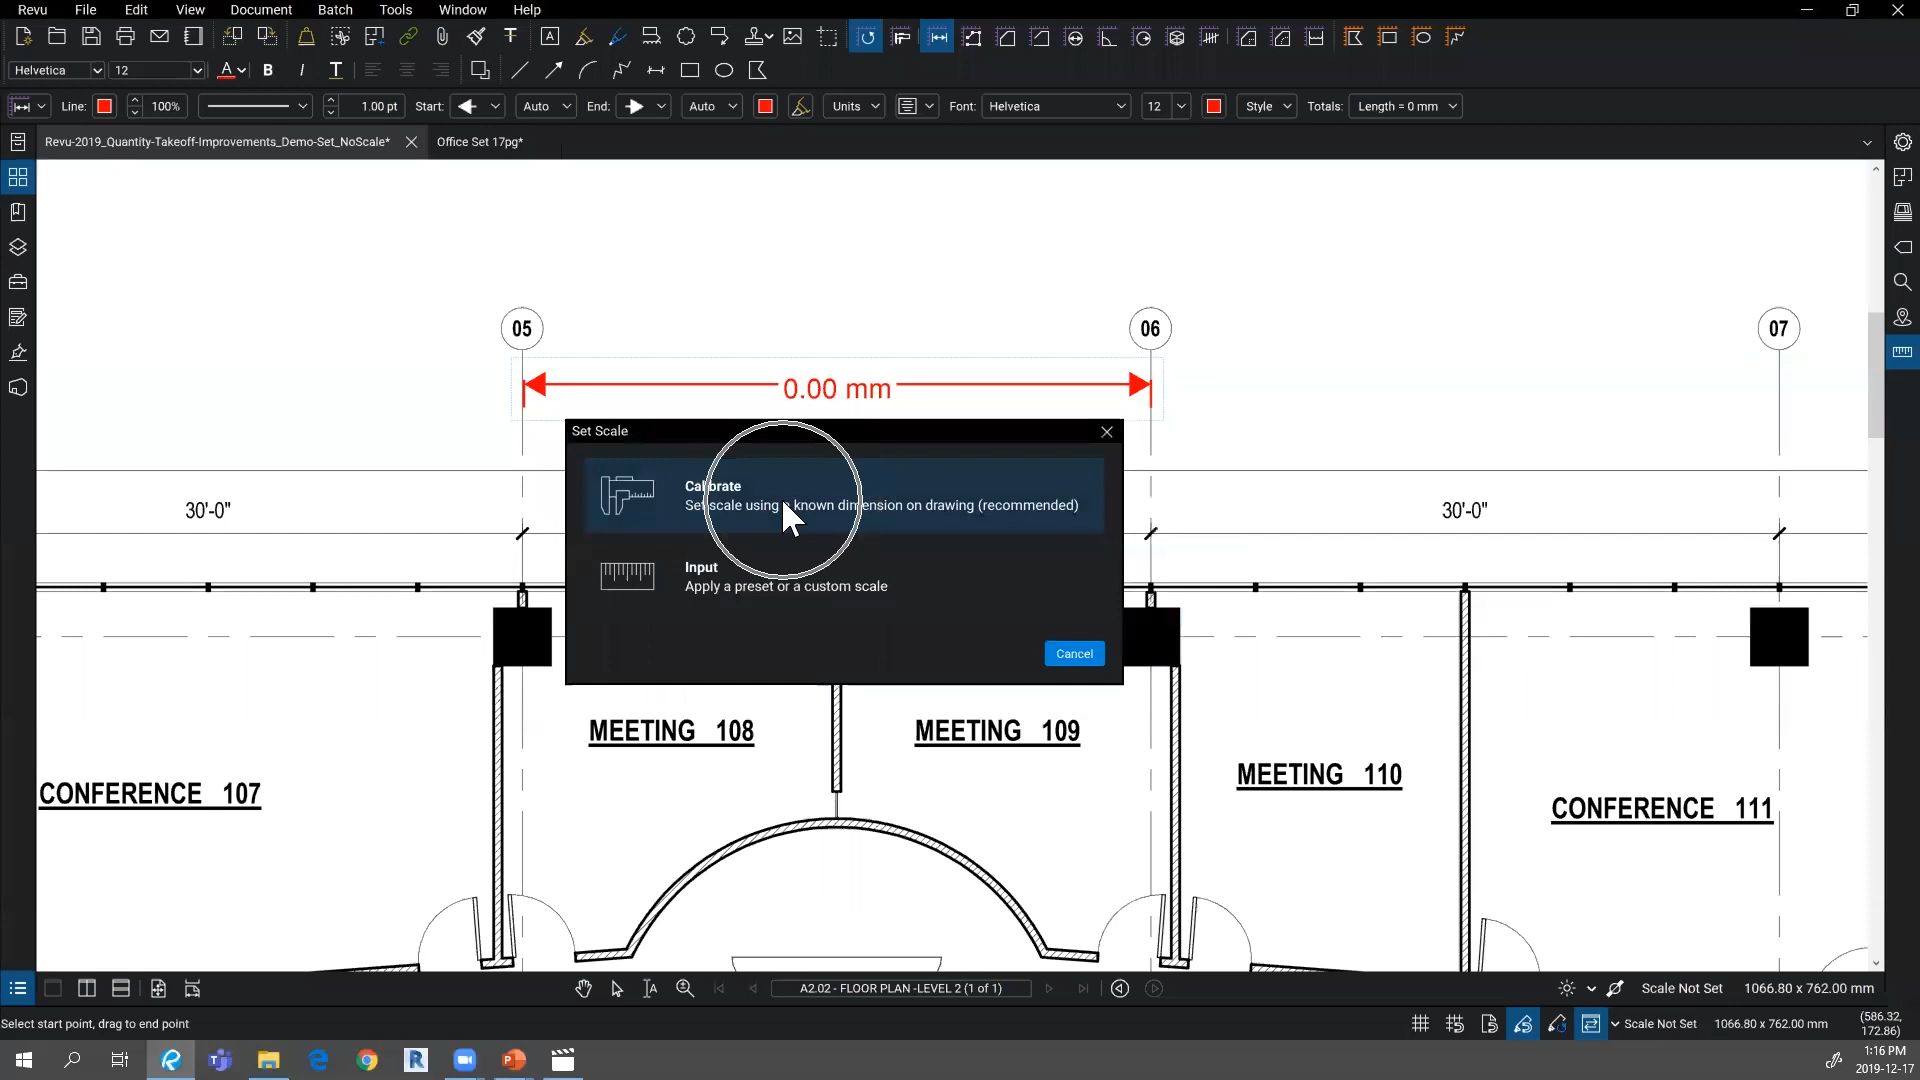 Revu File Edit View Document Batch Tools Window Help
Helvetica 12 A B I T
Line: 100% 1.00 pt Start: Auto End: Auto Units Font: Helvetica 12 Style Totals: Length = 0 mm
Revu-2019_Quantity-Takeoff-Improvements_Demo-Set_NoScale* Office Set 17pg*
05 06 07
0.00 mm
Set Scale
Calibrate
Set scale using a known dimension on drawing (recommended)
30'-0" 30'-0"
Input
Apply a preset or a custom scale
Cancel
MEETING 108 MEETING 109
MEETING 110
CONFERENCE 107 CONFERENCE 111
A2.02 - FLOOR PLAN -LEVEL 2 (1 of 1) Scale Not Set 1066.80 x 762.00 mm
Select start point, drag to end point Scale Not Set 1066.80 x 762.00 mm (586.32, 172.86)
1:16 PM
2019-12-17